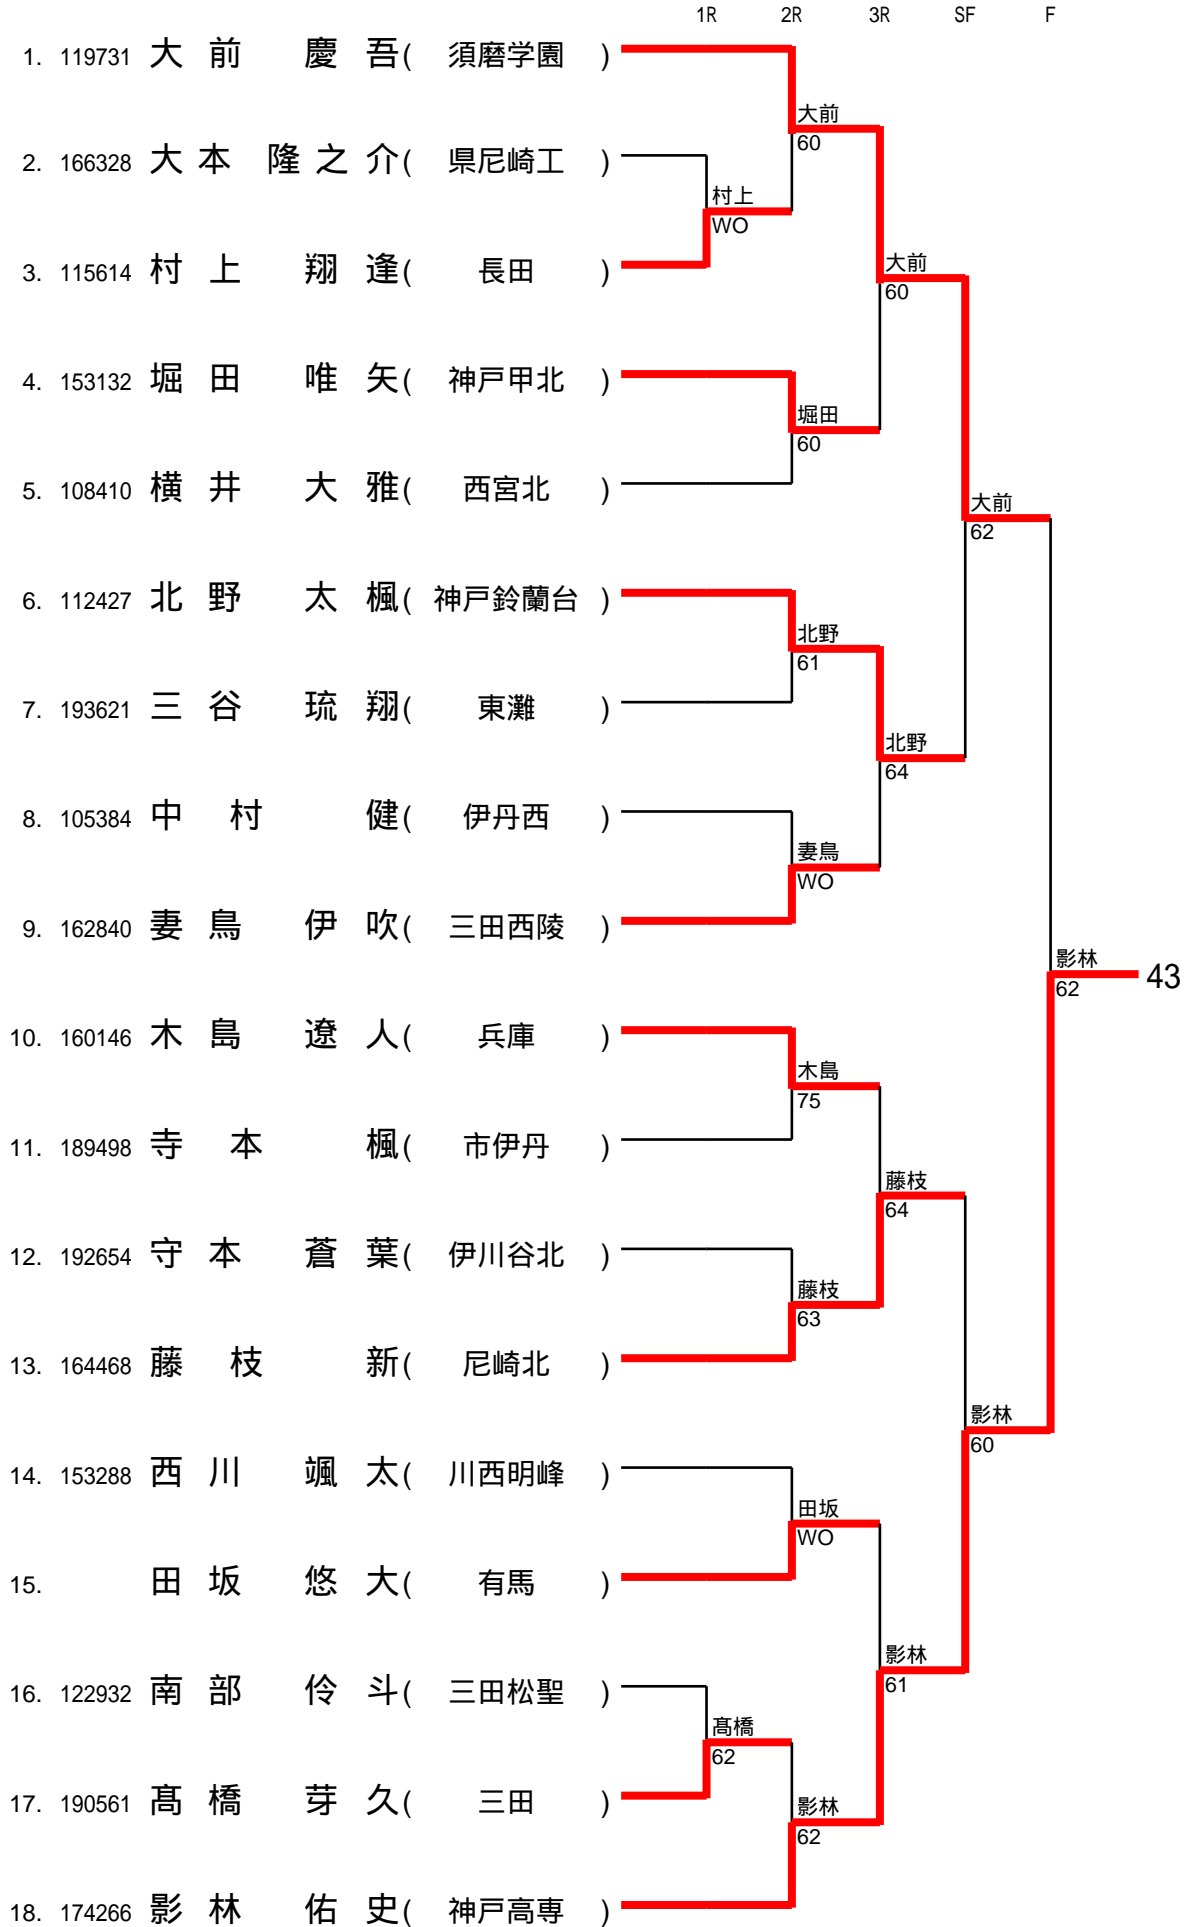 1R 2R 3R SF F
1. 119731 大前 慶吾( 須磨学園 )
大前
60
2. 166328 大本 隆之介( 県尼崎工 )
村上
WO
3. 115614 村上 翔逢( 長田 )
大前
60
4. 153132 堀田 唯矢( 神戸甲北 )
堀田
60
5. 108410 横井 大雅( 西宮北 )
大前
62
6. 112427 北野 太楓( 神戸鈴蘭台 )
北野
61
7. 193621 三谷 琉翔( 東灘 )
北野
64
8. 105384 中村 健( 伊丹西 )
妻鳥
WO
9. 162840 妻鳥 伊吹( 三田西陵 )
影林
62
43
10. 160146 木島 遼人( 兵庫 )
木島
75
11. 189498 寺本 楓( 市伊丹 )
藤枝
64
12. 192654 守本 蒼葉( 伊川谷北 )
藤枝
63
13. 164468 藤枝 新( 尼崎北 )
影林
60
14. 153288 西川 颯太( 川西明峰 )
田坂
WO
15. 田坂 悠大( 有馬 )
影林
61
16. 122932 南部 伶斗( 三田松聖 )
髙橋
62
17. 190561 髙橋 芽久( 三田 )
影林
62
18. 174266 影林 佑史( 神戸高専 )